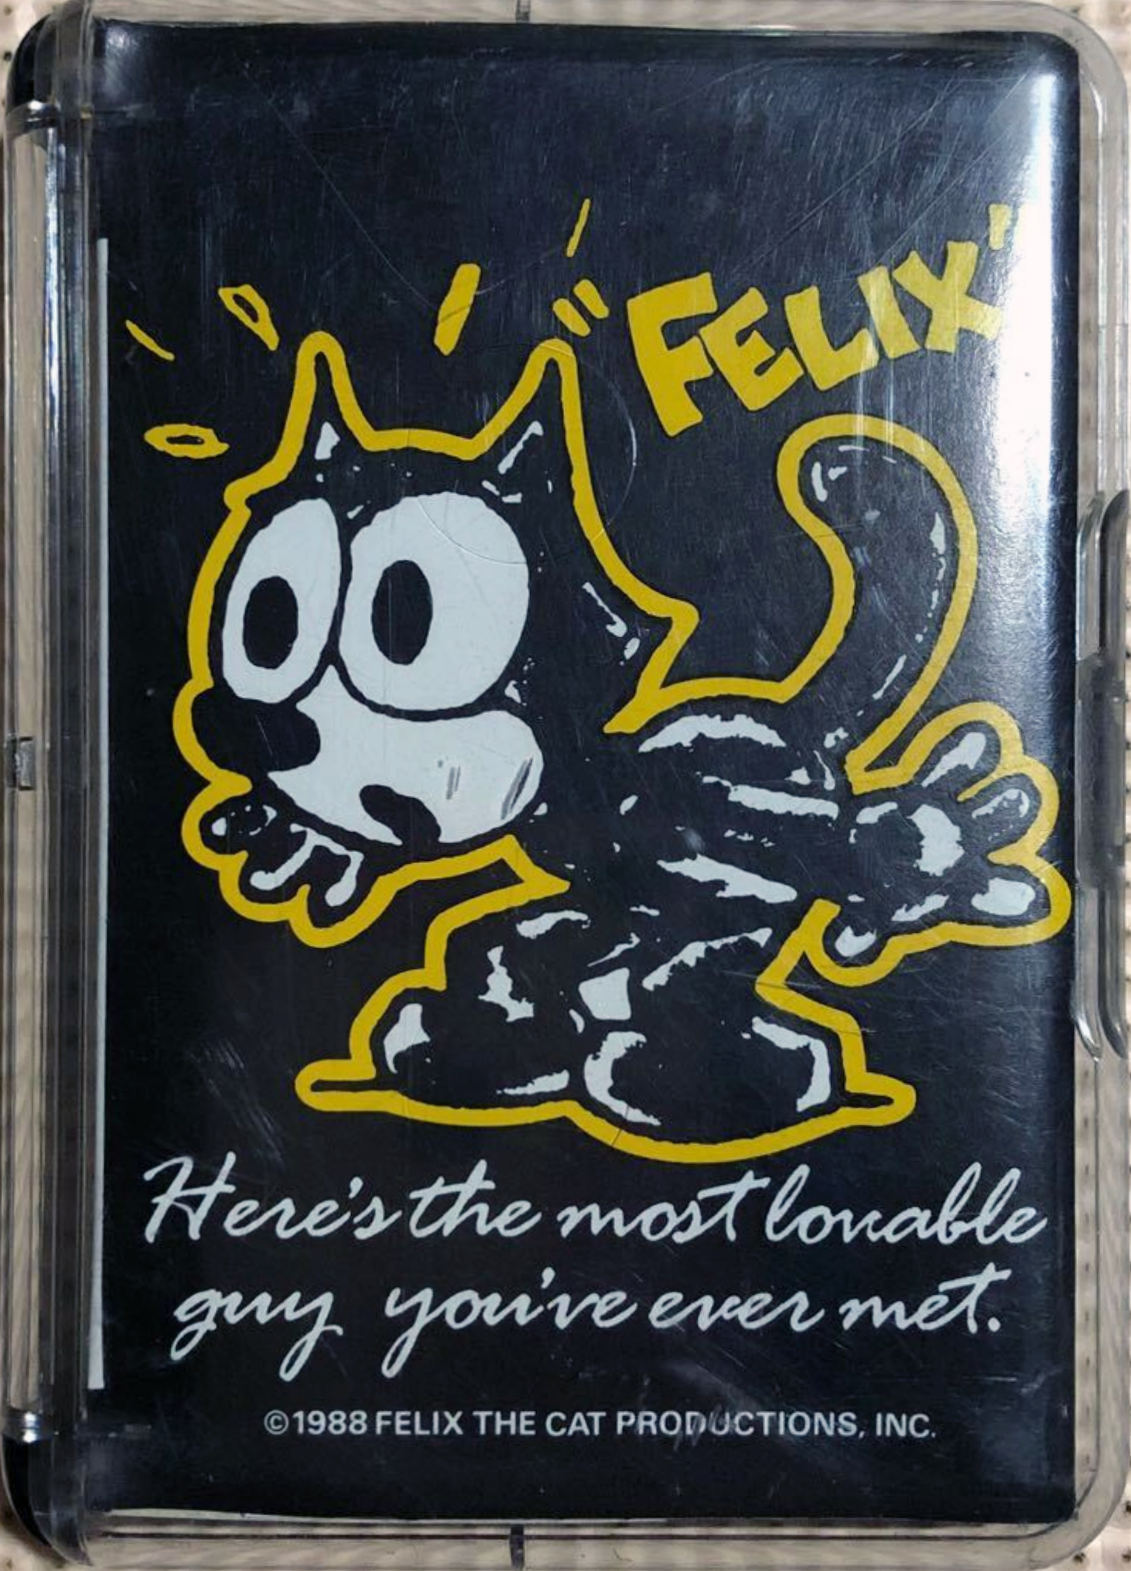 "FELIX"
Here's the most lovable
guy you've ever met.
©1988 FELIX THE CAT PRODUCTIONS, INC.